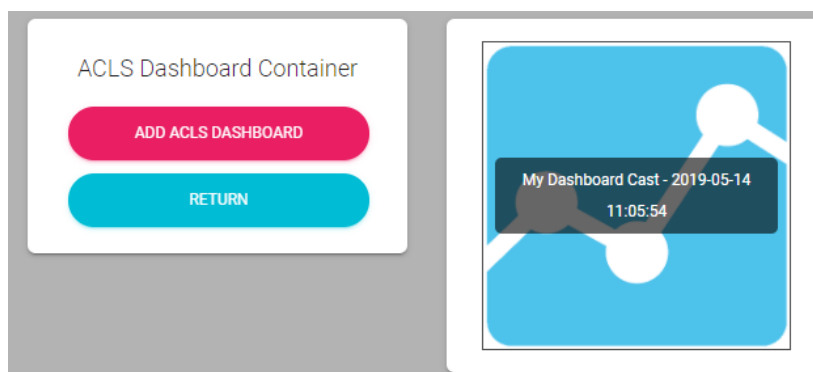 ACLS Dashboard Container
ADD ACLS DASHBOARD
RETURN
My Dashboard Cast - 2019-05-14
11:05:54